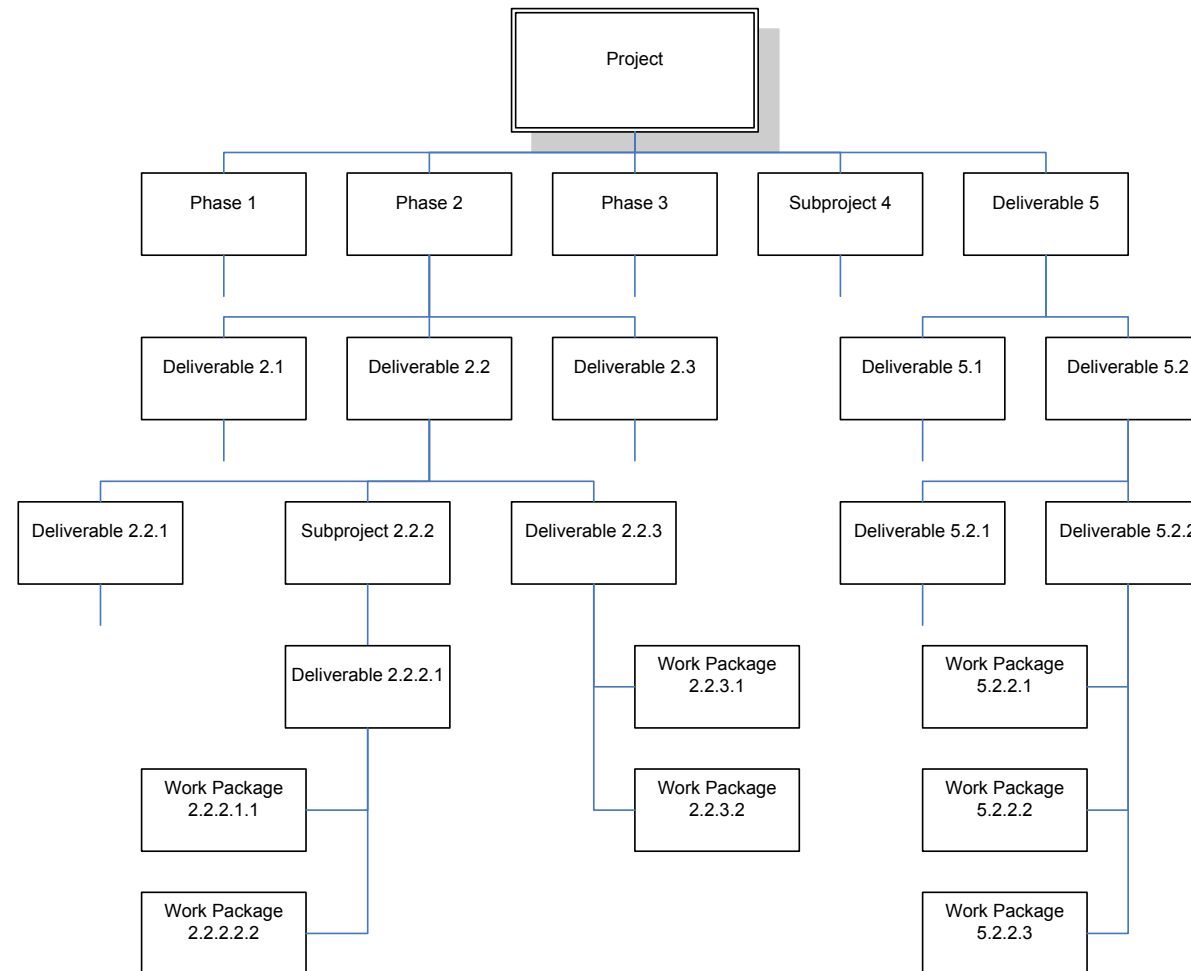 Project
Phase 1
Phase 2
Phase 3
Subproject 4
Deliverable 5
Deliverable 2.1
Deliverable 2.2
Deliverable 2.3
Deliverable 5.1
Deliverable 5.2
Deliverable 2.2.1
Subproject 2.2.2
Deliverable 2.2.3
Deliverable 5.2.1
Deliverable 5.2.2
Deliverable 2.2.2.1
Work Package
2.2.3.1
Work Package
5.2.2.1
Work Package
2.2.2.1.1
Work Package
2.2.3.2
Work Package
5.2.2.2
Work Package
2.2.2.2.2
Work Package
5.2.2.3